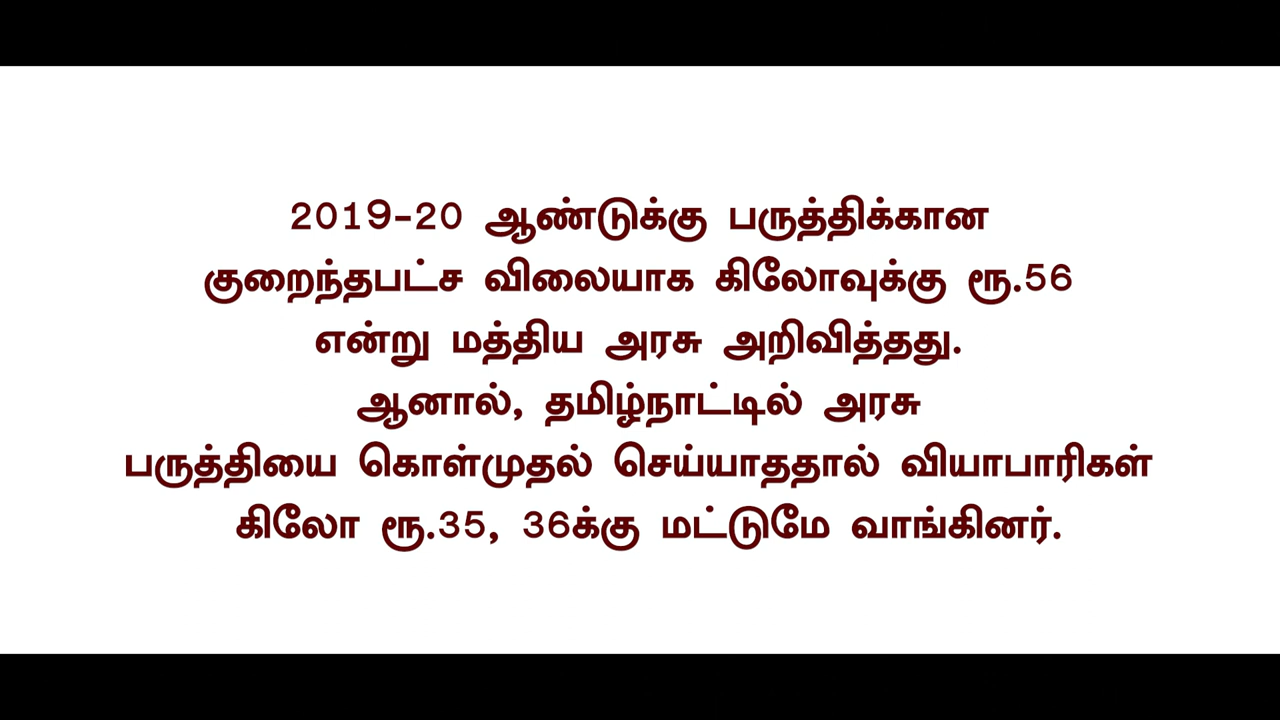 2019-20 ஆண்டுக்கு பருத்திக்கான
குறைந்தபட்ச விலையாக கிலோவுக்கு ரூ.56
என்று மத்திய அரசு அறிவித்தது.
ஆனால், தமிழ்நாட்டில் அரசு
பருத்தியை கொள்முதல் செய்யாததால் வியாபாரிகள்
கிலோ ரூ.35, 36க்கு மட்டுமே வாங்கினர்.